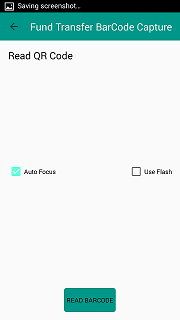 Saving screenshot...
Fund Transfer BarCode Capture
Read QR Code
Auto Focus
Use Flash
READ BARCODE